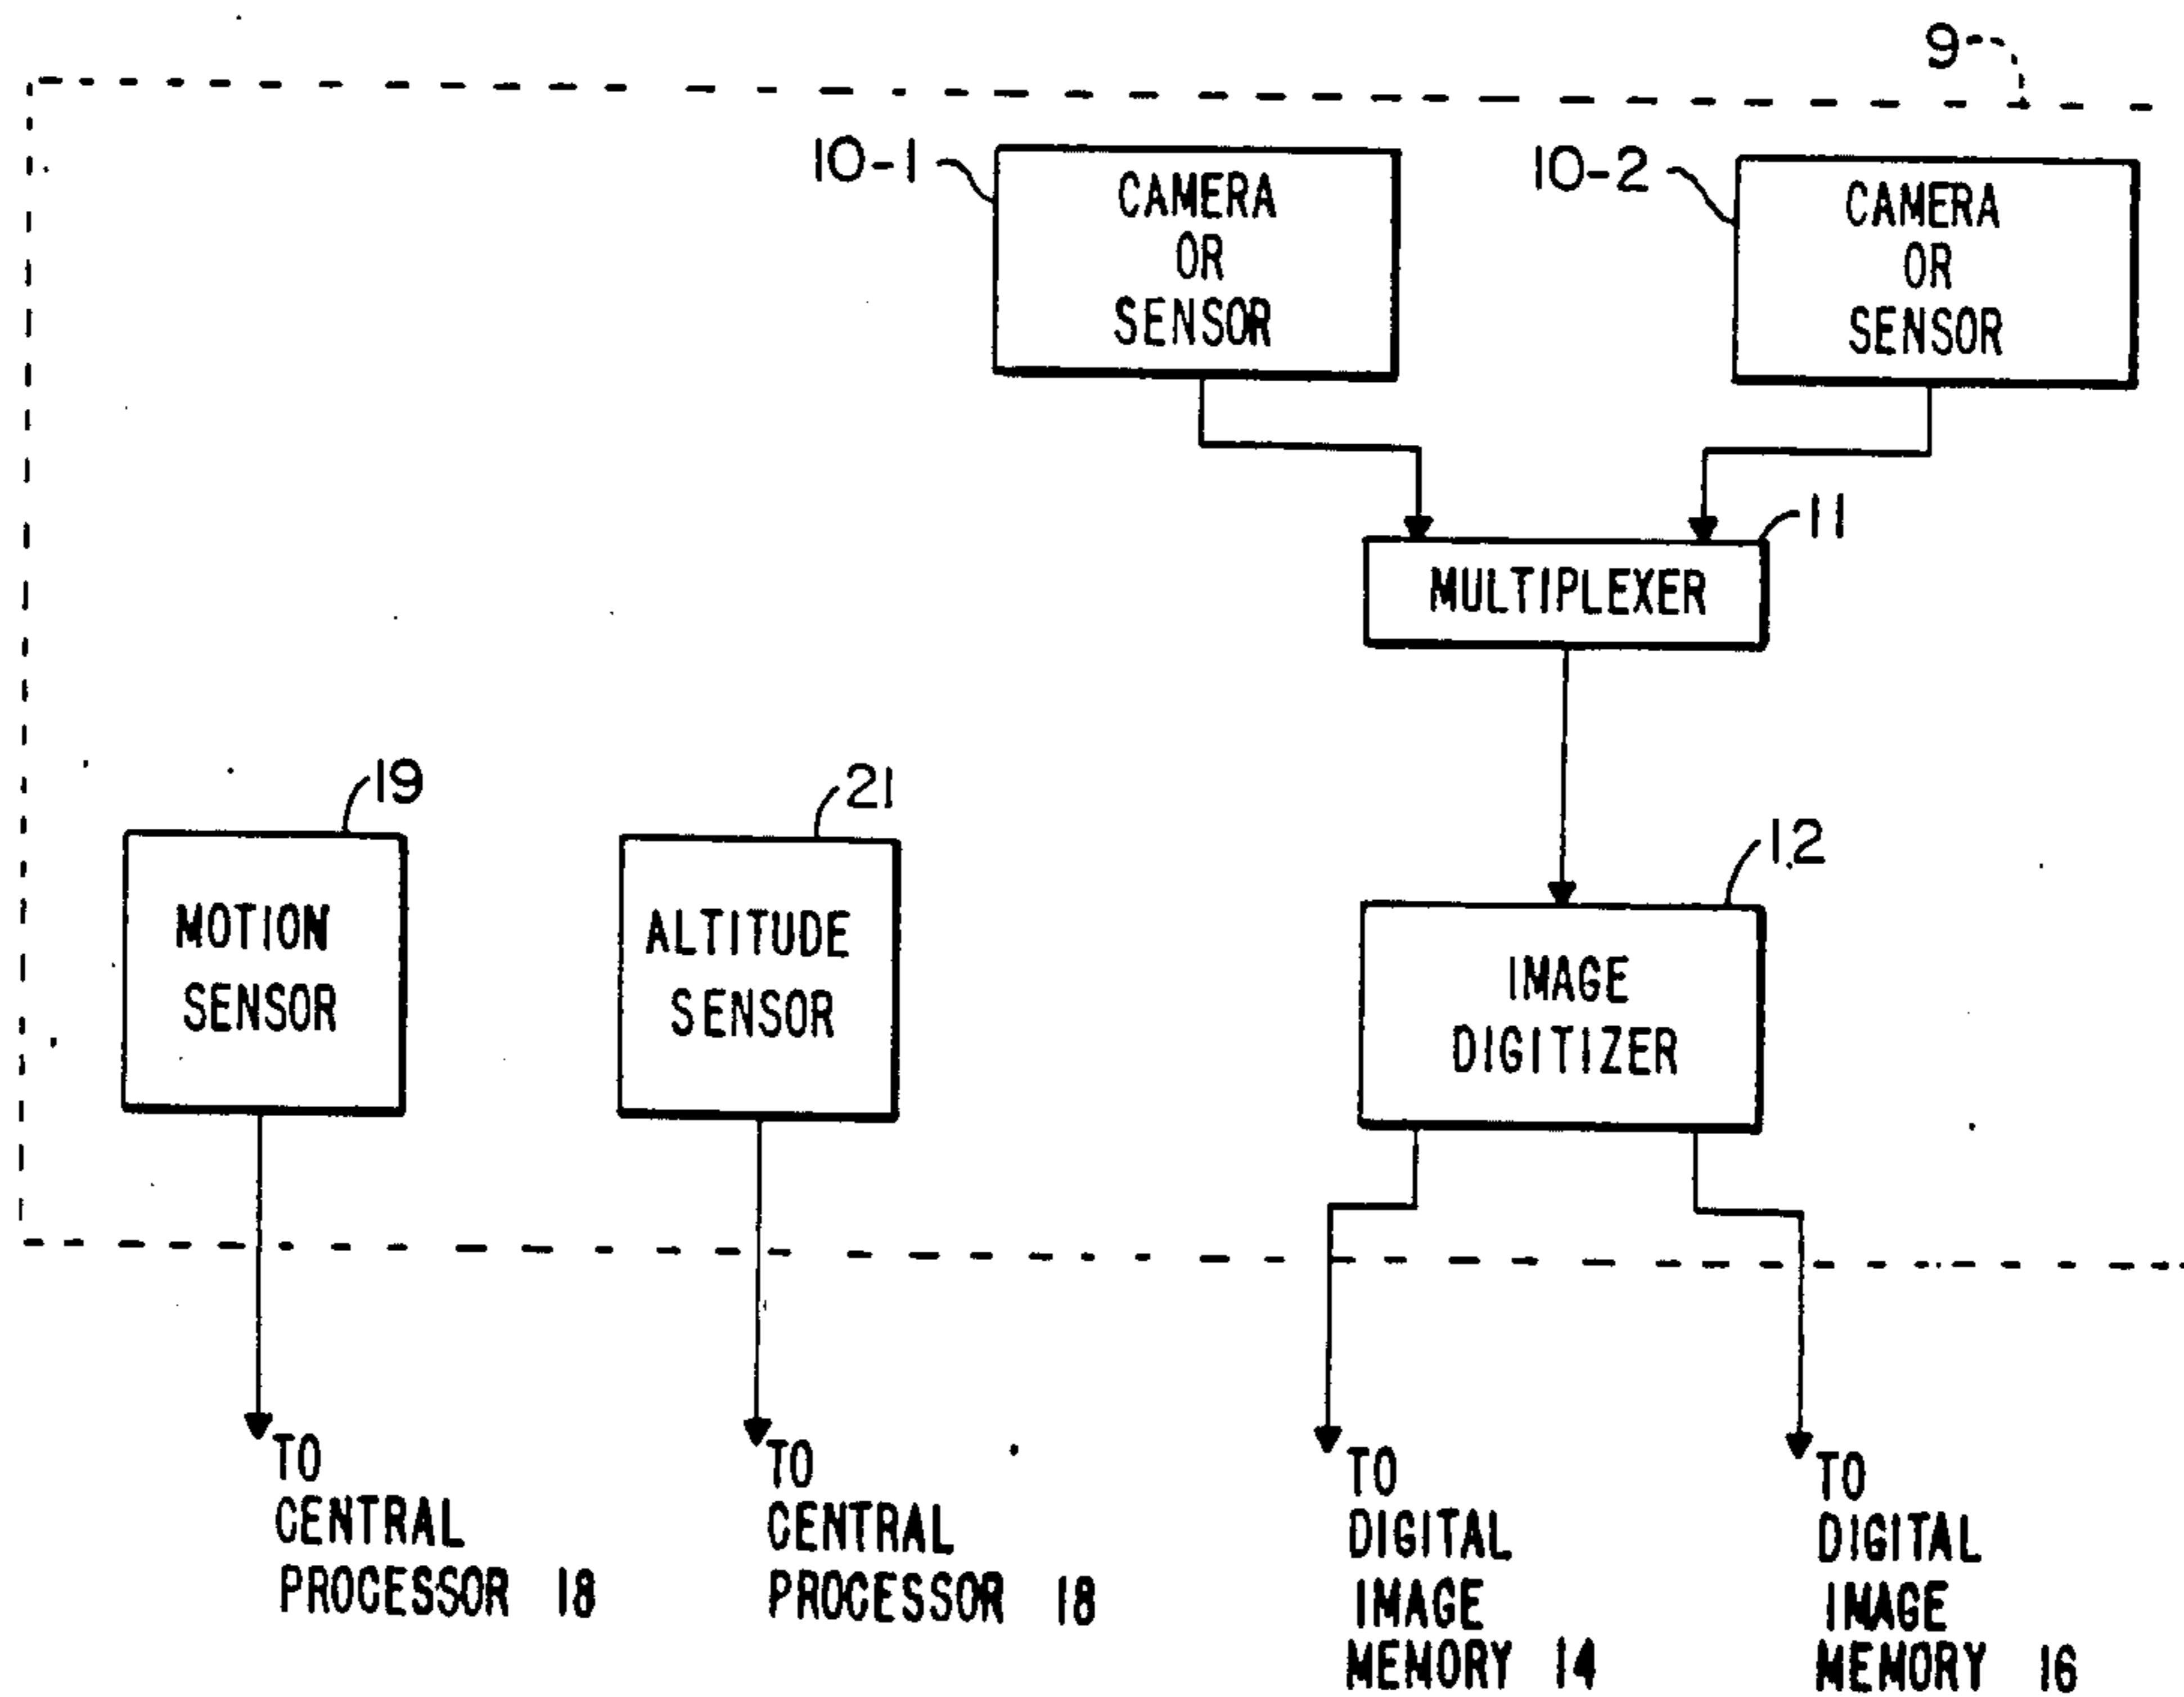 9
10-1
CAMERA
OR
SENSOR
10-2
CAMERA
OR
SENSOR
11
MULTIPLEXER
19
MOTION
SENSOR
21
ALTITUDE
SENSOR
12
IMAGE
DIGITIZER
TO
CENTRAL
PROCESSOR 18
TO
CENTRAL
PROCESSOR 18
TO
DIGITAL
IMAGE
MEMORY 14
TO
DIGITAL
IMAGE
MEMORY 16